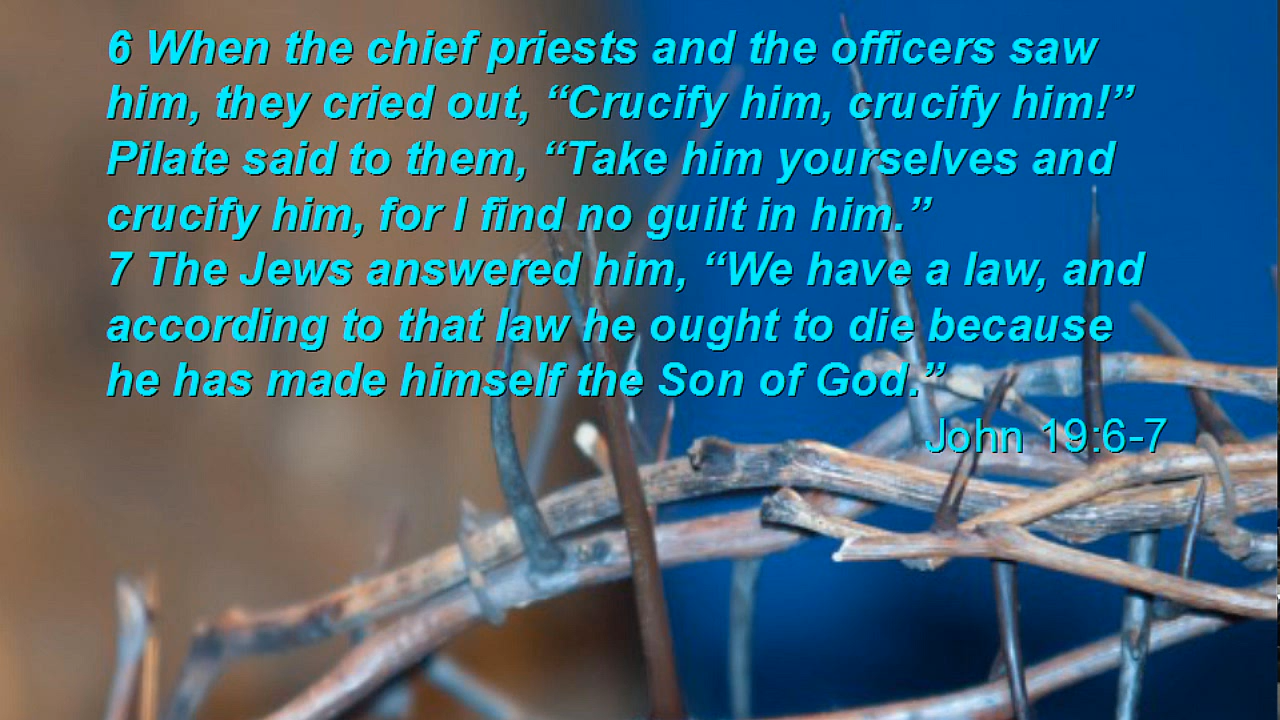 6 When the chief priests and the officers saw
him, they cried out, “Crucify him, crucify him!”
Pilate said to them, “Take him yourselves and
crucify him, for I find no guilt in him.”
7 The Jews answered him, “We have a law, and
according to that law he ought to die because
he has made himself the Son of God.”
John 19:6-7